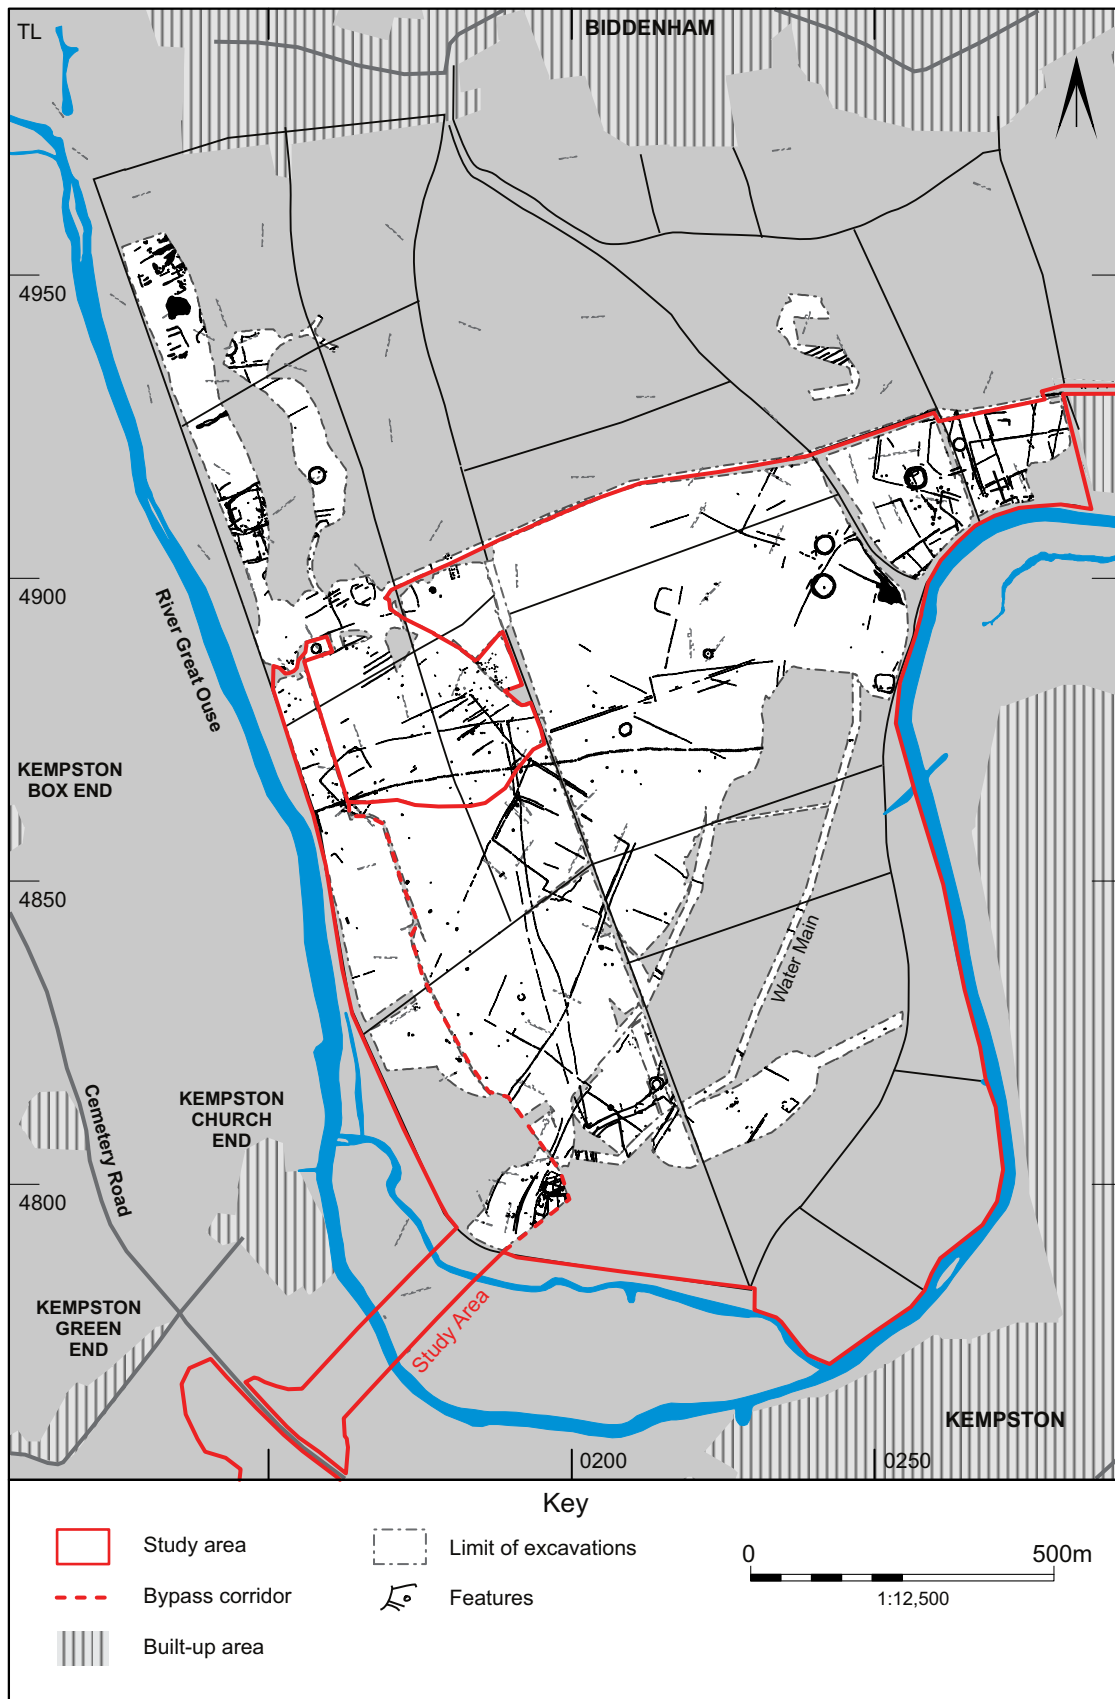 TL
BIDDENHAM
4950
4900
River Great Ouse
KEMPSTON
BOX END
4850
Water Main
Cemetery Road
KEMPSTON
CHURCH
END
4800
KEMPSTON
GREEN
END
Study Area
KEMPSTON
0200
0250
Key
Study area
Bypass corridor
Built-up area
Limit of excavations
Features
0
500m
1:12,500